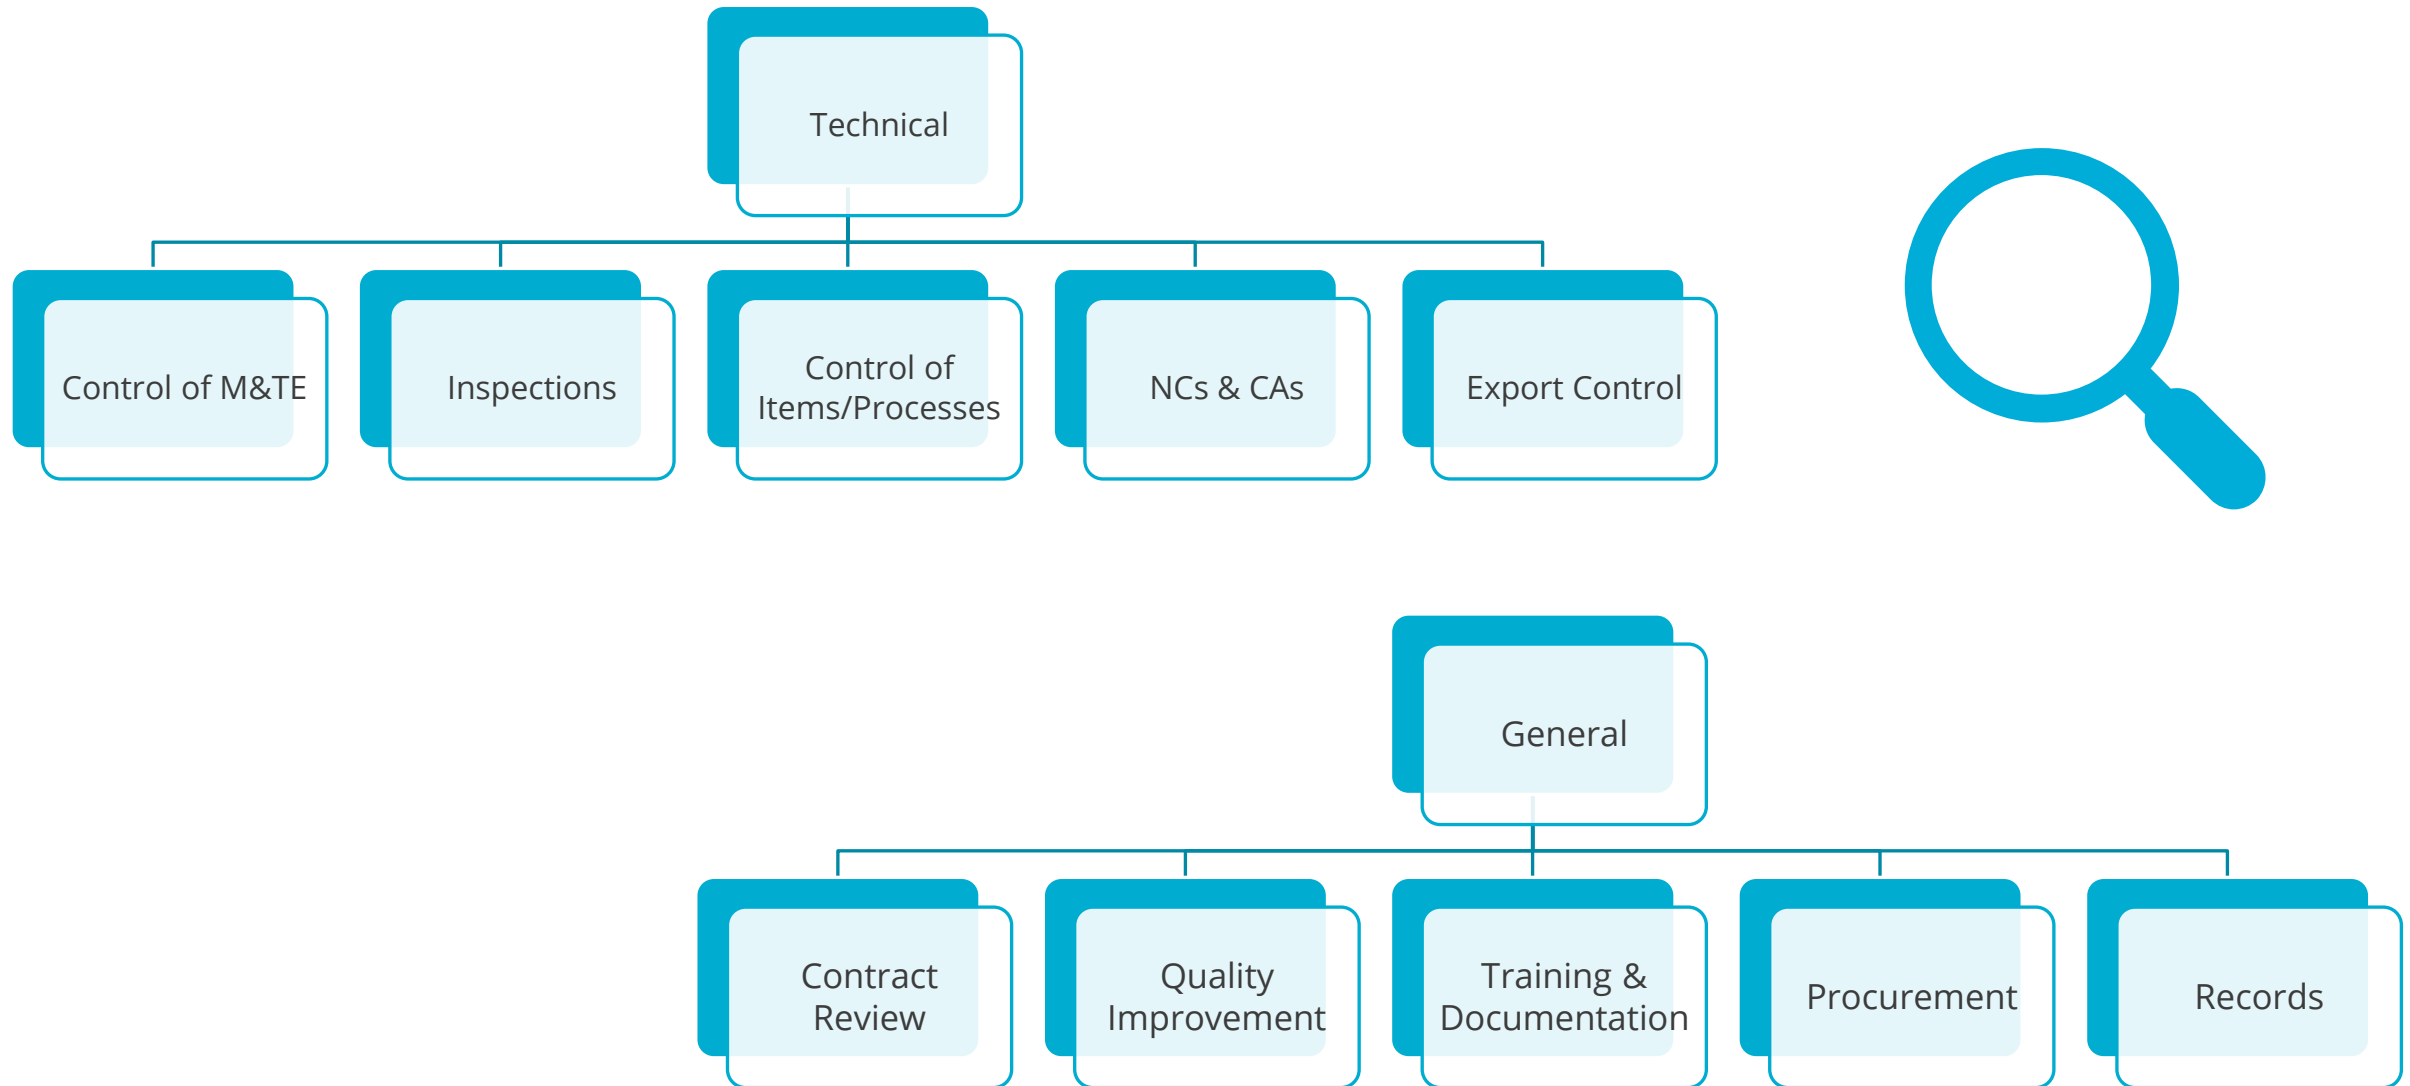 Technical
Control of M&TE
Inspections
Control of
Items/Processes
NCs & CAs
Export Control
General
Contract
Review
Quality
Improvement
Training &
Documentation
Procurement
Records